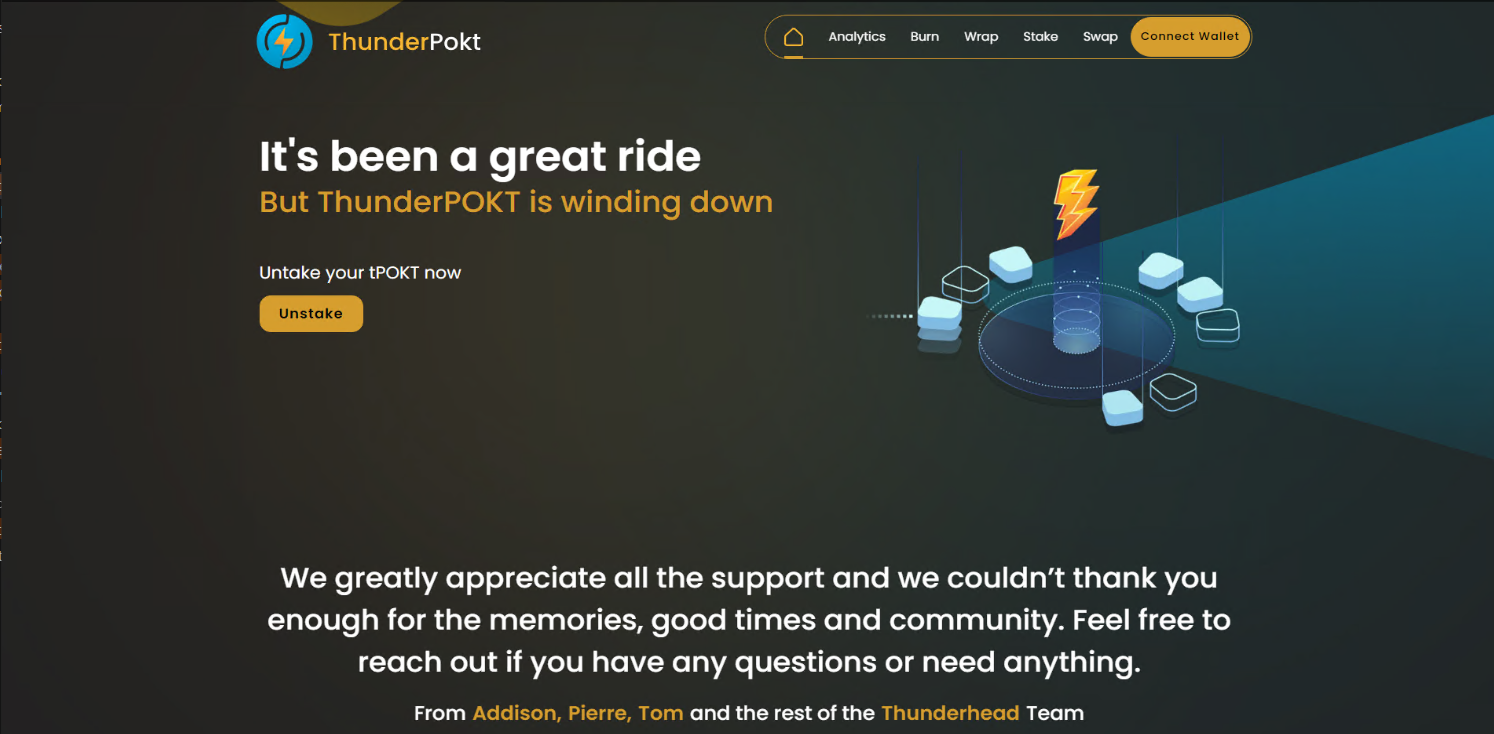 ThunderPokt
Analytics Burn Wrap Stake Swap Connect Wallet
It's been a great ride
But ThunderPOKT is winding down
Untake your tPOKT now
Unstake
We greatly appreciate all the support and we couldn’t thank you
enough for the memories, good times and community. Feel free to
reach out if you have any questions or need anything.
From Addison, Pierre, Tom and the rest of the Thunderhead Team